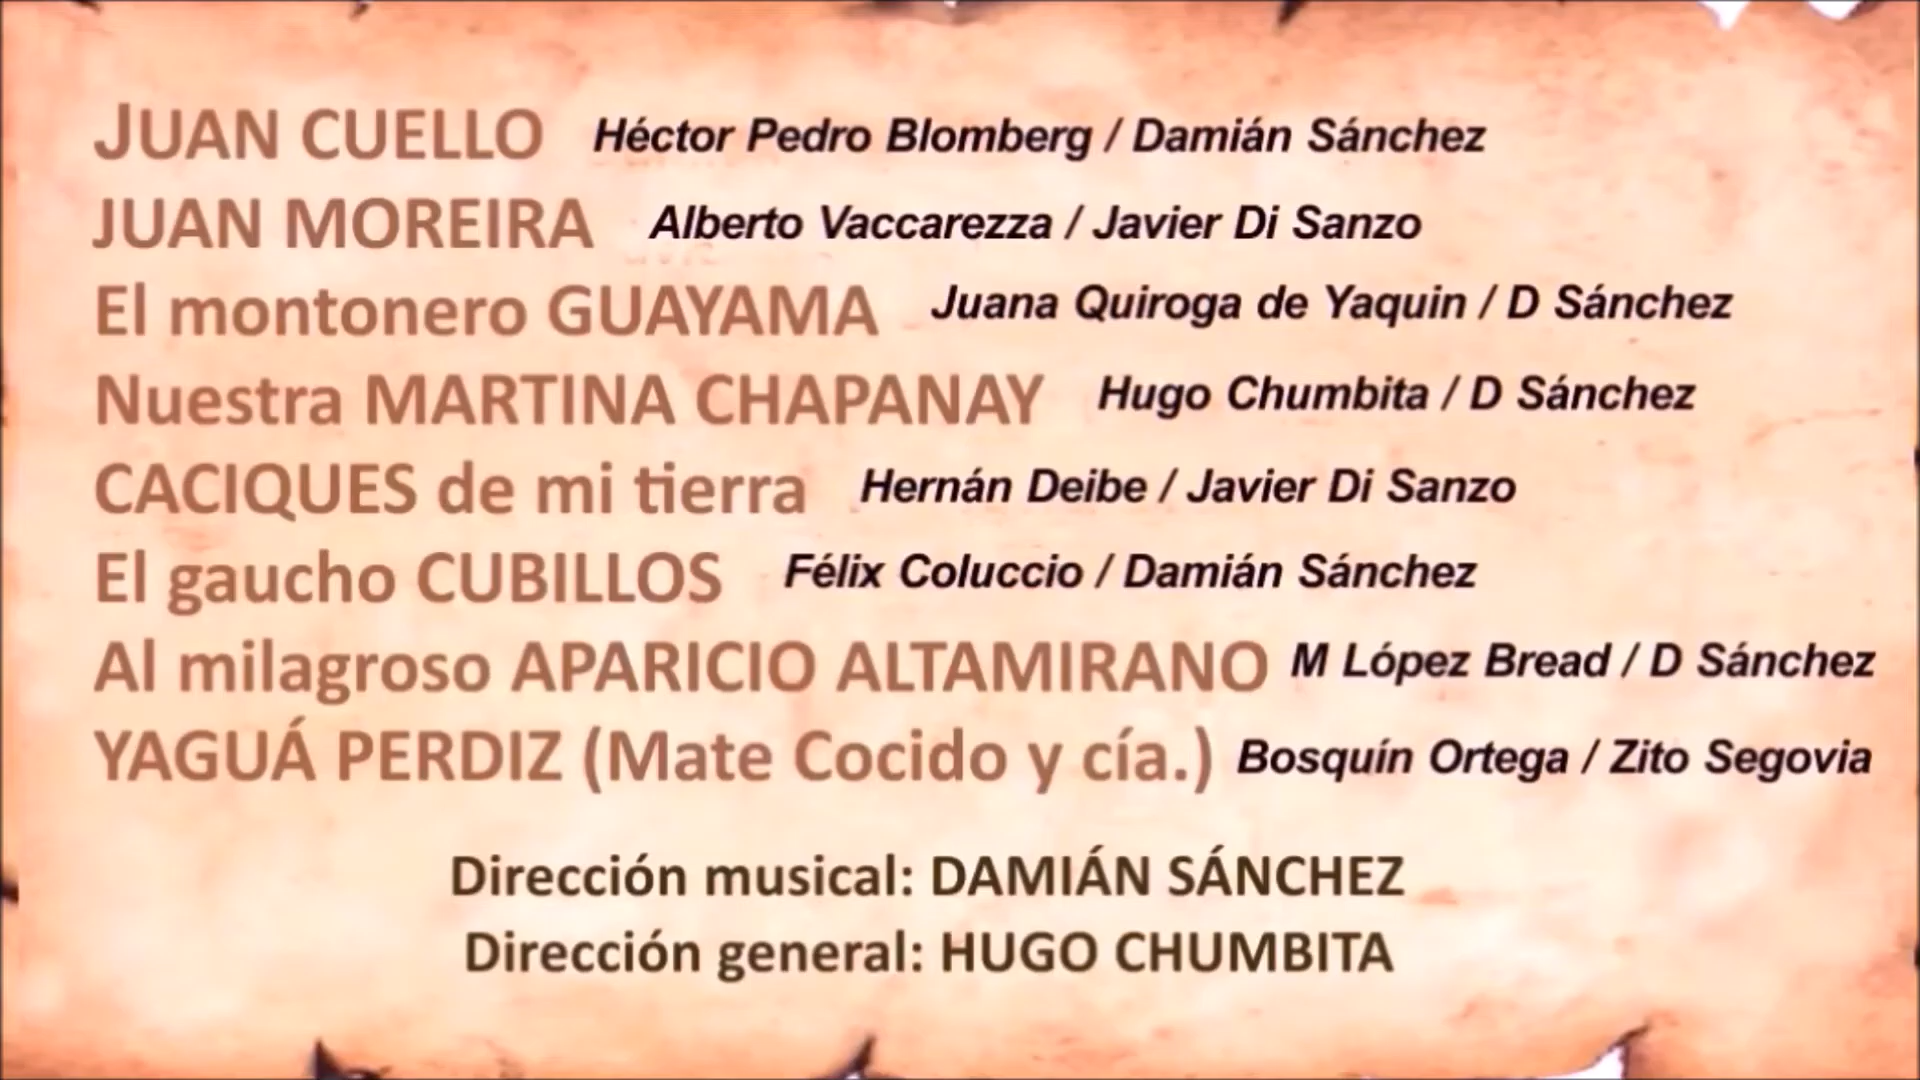 JUAN CUELLO Héctor Pedro Blomberg / Damián Sánchez
JUAN MOREIRA Alberto Vaccarezza / Javier Di Sanzo
El montonero GUAYAMA Juana Quiroga de Yaquin / D Sánchez
Nuestra MARTINA CHAPANAY Hugo Chumbita / D Sánchez
CACIQUES de mi tierra Hernán Deibe / Javier Di Sanzo
El gaucho CUBILLOS Félix Coluccio / Damián Sánchez
Al milagroso APARICIO ALTAMIRANO M López Bread / D Sánchez
YAGUÁ PERDIZ (Mate Cocido y cía.) Bosquín Ortega / Zito Segovia
Dirección musical: DAMIÁN SÁNCHEZ
Dirección general: HUGO CHUMBITA